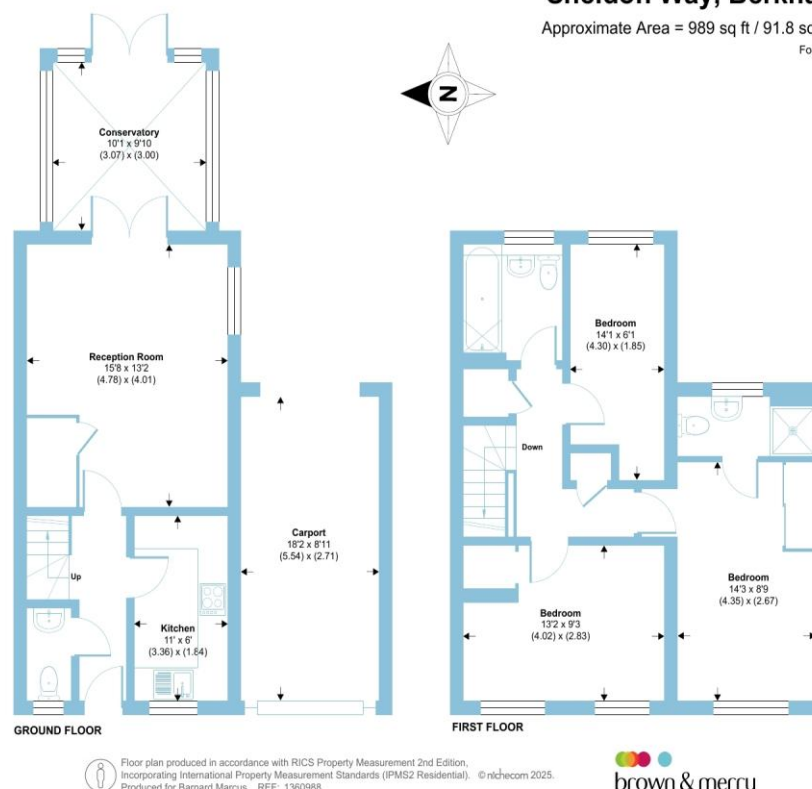 Approximate Area = 989 sq ft / 91.8
N
Conservatory
10'1 x 9'10
(3.07) x (3.00)
Reception Room
15'8 x 13'2
(4.78) x (4.01)
Up
Kitchen
11' x 6'
(3.36) x (1.84)
Carport
18'2 x 8'11
(5.54) x (2.71)
GROUND FLOOR
Bedroom
14'1 x 6'1
(4.30) x (1.85)
Down
Bedroom
13'2 x 9'3
(4.02) x (2.83)
Bedroom
14'3 x 8'9
(4.35) x (2.67)
FIRST FLOOR
Floor plan produced in accordance with RICS Property Measurement 2nd Edition,
Incorporating International Property Measurement Standards (IPMS2 Residential). © nichecom 2025.
Produced for Barnard Marcus. REF: 1360988
brown & merry